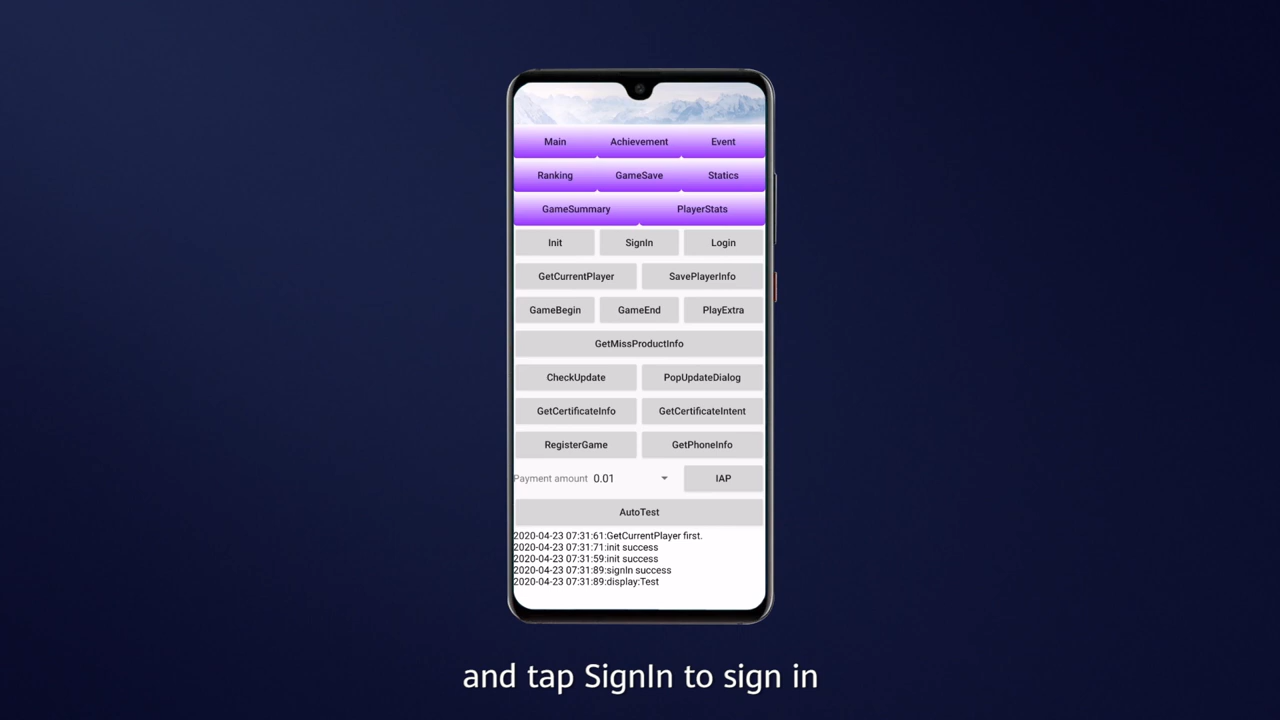 Main Achievement Event
Ranking GameSave Statics
GameSummary PlayerStats
Init SignIn Login
GetCurrentPlayer SavePlayerInfo
GameBegin GameEnd PlayExtra
GetMissProductInfo
CheckUpdate PopUpdateDialog
GetCertificateInfo GetCertificateIntent
RegisterGame GetPhoneInfo
Payment amount 0.01 IAP
AutoTest
2020-04-23 07:31:61:GetCurrentPlayer first.
2020-04-23 07:31:71:init success
2020-04-23 07:31:59:init success
2020-04-23 07:31:89:signIn success
2020-04-23 07:31:89:display:Test
and tap SignIn to sign in